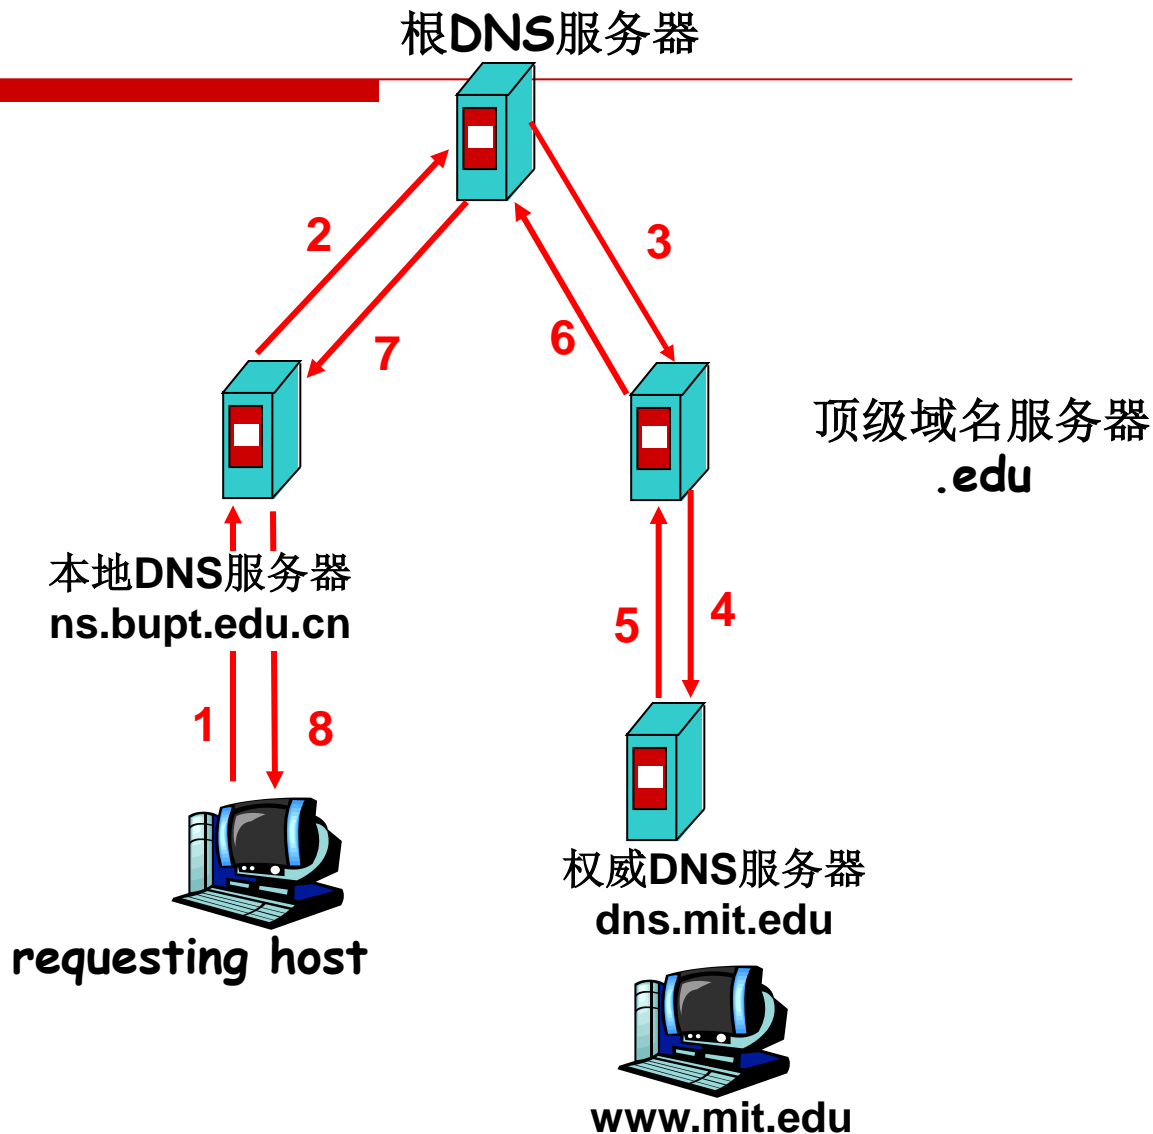 根DNS服务器
2
3
7
6
顶级域名服务器
.edu
本地DNS服务器
ns.bupt.edu.cn
5
4
1
8
权威DNS服务器
dns.mit.edu
requesting host
www.mit.edu